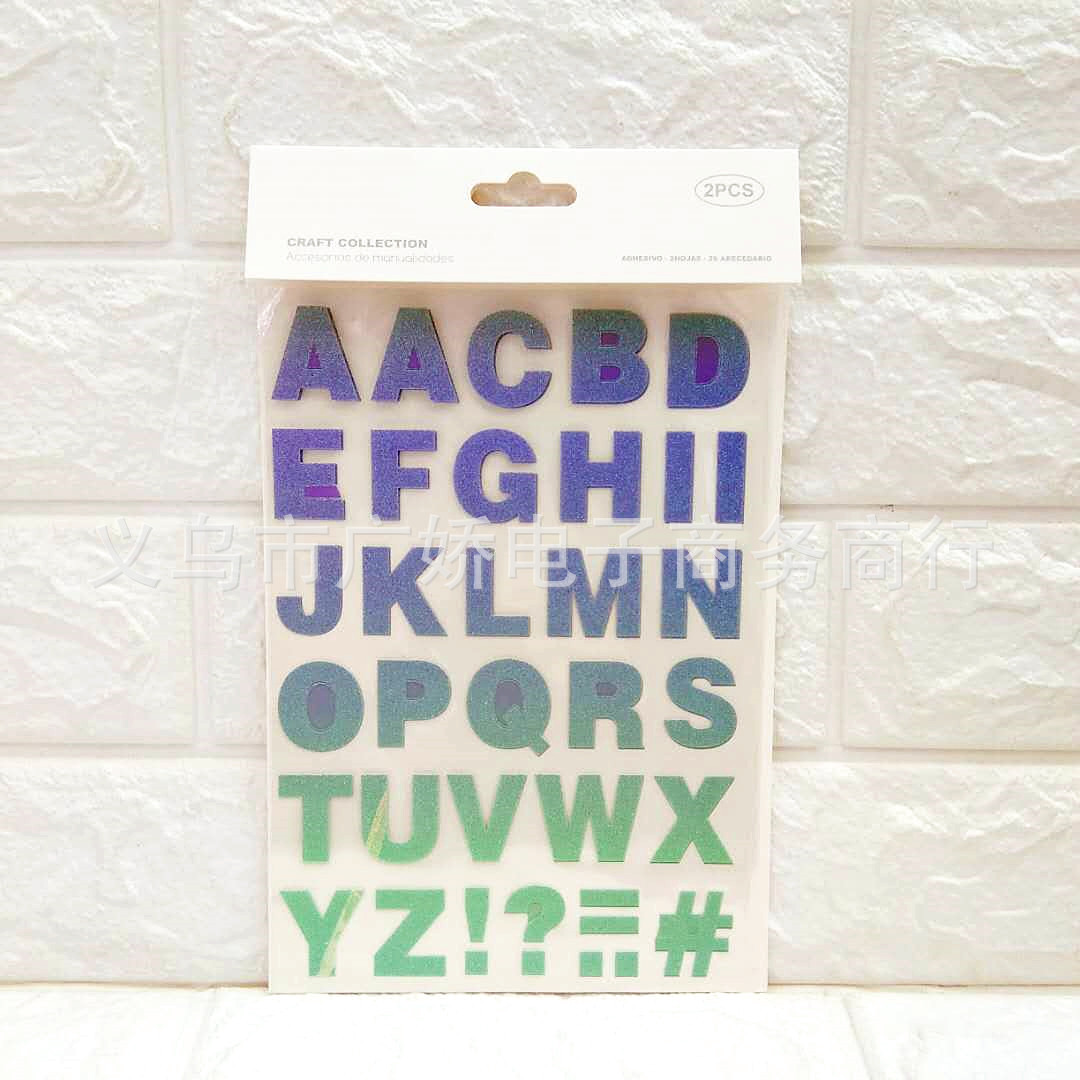 2PCS
CRAFT COLLECTION
Accesorios de manualidades
ADHESIVO - 2HOJAS - 26 ABECEDARIO
AACBD
EFGHII
JKLMN
义乌市广娇电子商务商行
OPQRS
TUVWX
YZ!?#